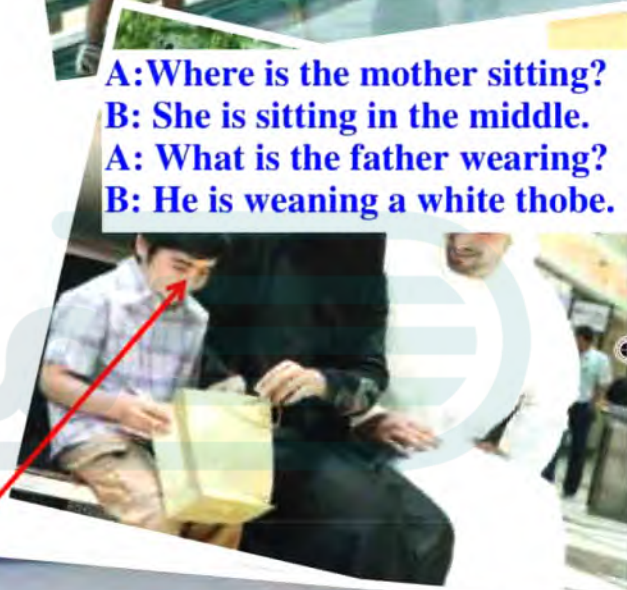 A:Where is the mother sitting?
B: She is sitting in the middle.
A: What is the father wearing?
B: He is weaning a white thobe.